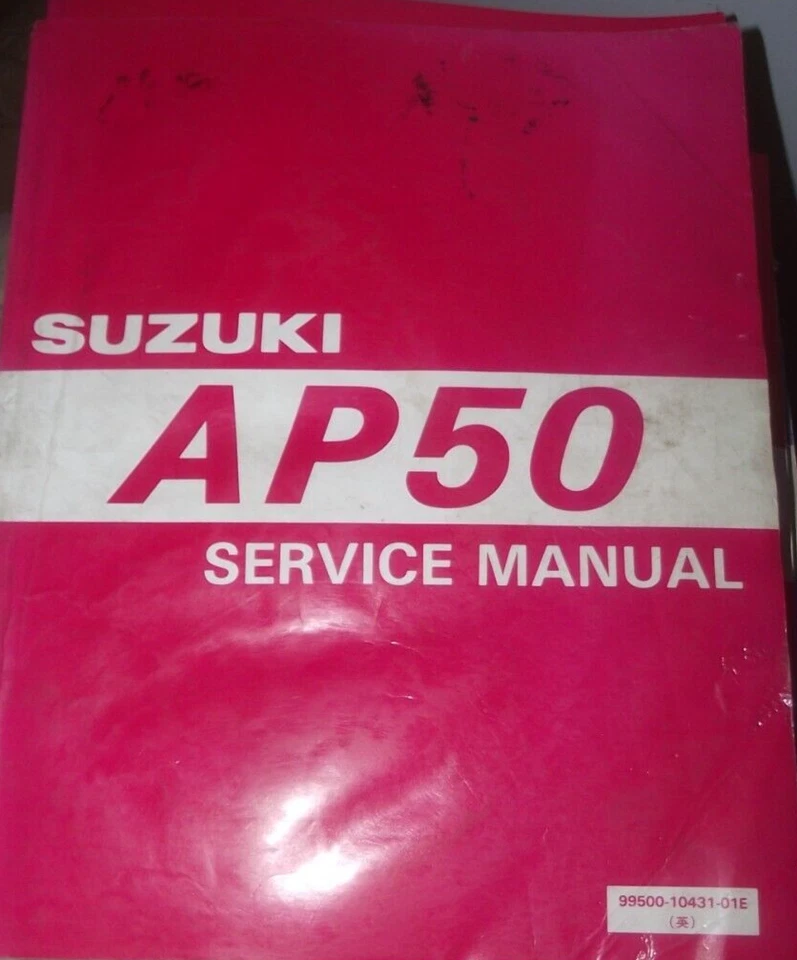 SUZUKI
AP50
SERVICE MANUAL
99500-10431-01E
(英)